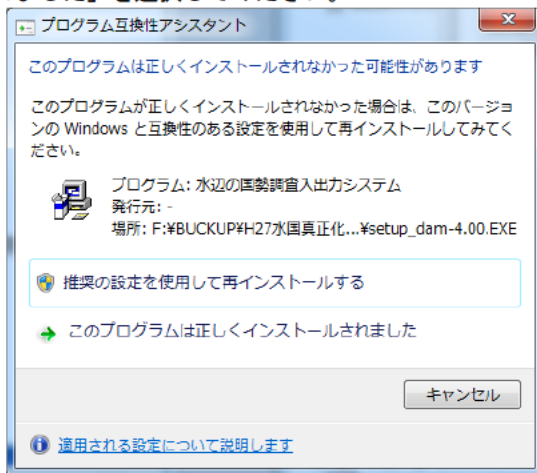 プログラム互換性アシスタント
このプログラムは正しくインストールされなかった可能性があります
このプログラムが正しくインストールされなかった場合は、このバージョ
ンの Windows と互換性のある設定を使用して再インストールしてみてく
ださい。
プログラム: 水辺の国勢調査入出力システム
発行元: -
場所: F:¥BUCKUP¥H27水国真正化...¥setup_dam-4.00.EXE
推奨の設定を使用して再インストールする
このプログラムは正しくインストールされました
キャンセル
適用される設定について説明します